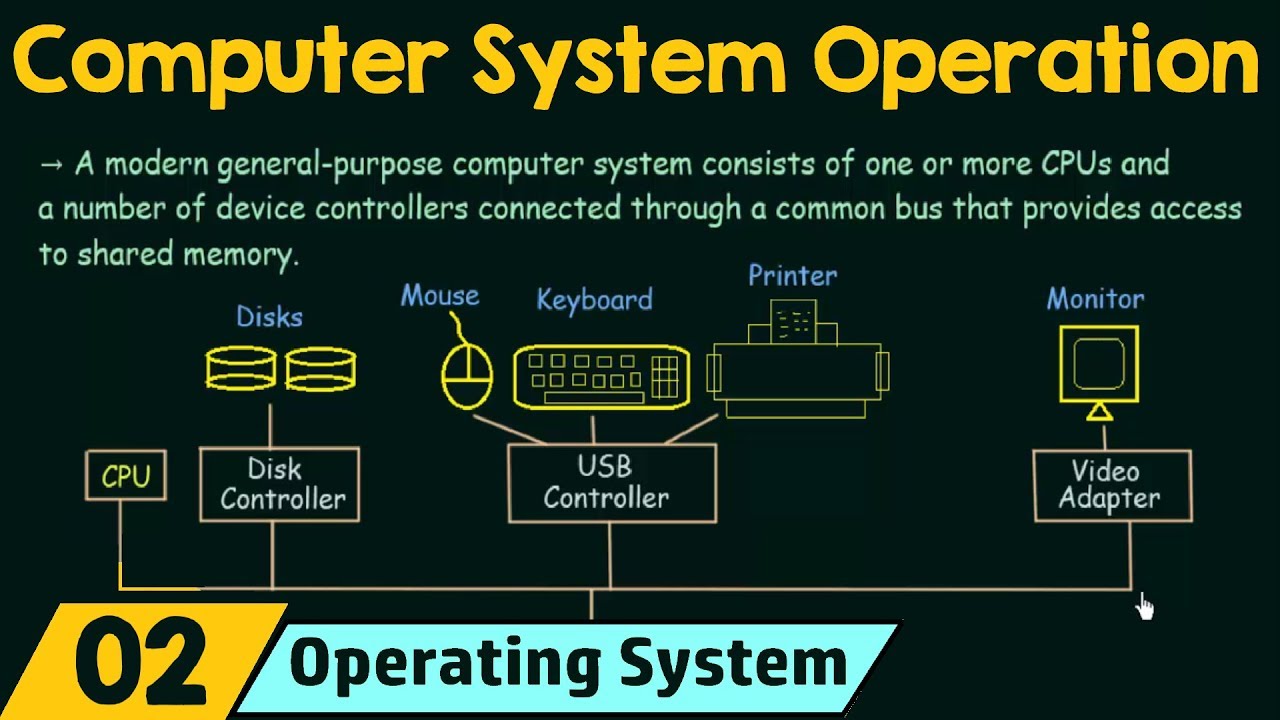 Computer System Operation
→ A modern general-purpose computer system consists of one or more CPUs and
a number of device controllers connected through a common bus that provides access
to shared memory.
Disks
Mouse
Keyboard
Printer
Monitor
CPU
Disk
Controller
USB
Controller
Video
Adapter
02
Operating System